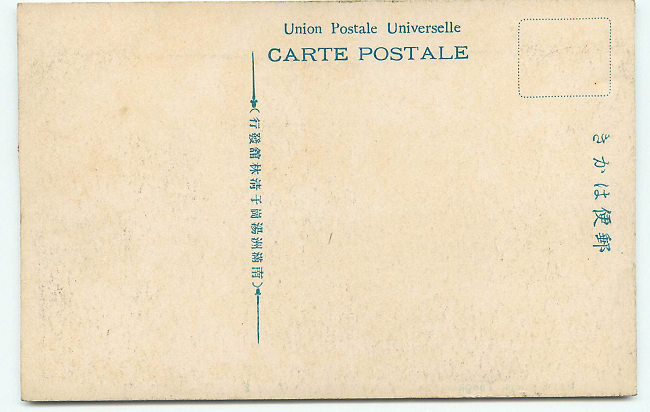 Union Postale Universelle
CARTE POSTALE
(南滿洲湯崗子清林舘發行)
郵便はかき